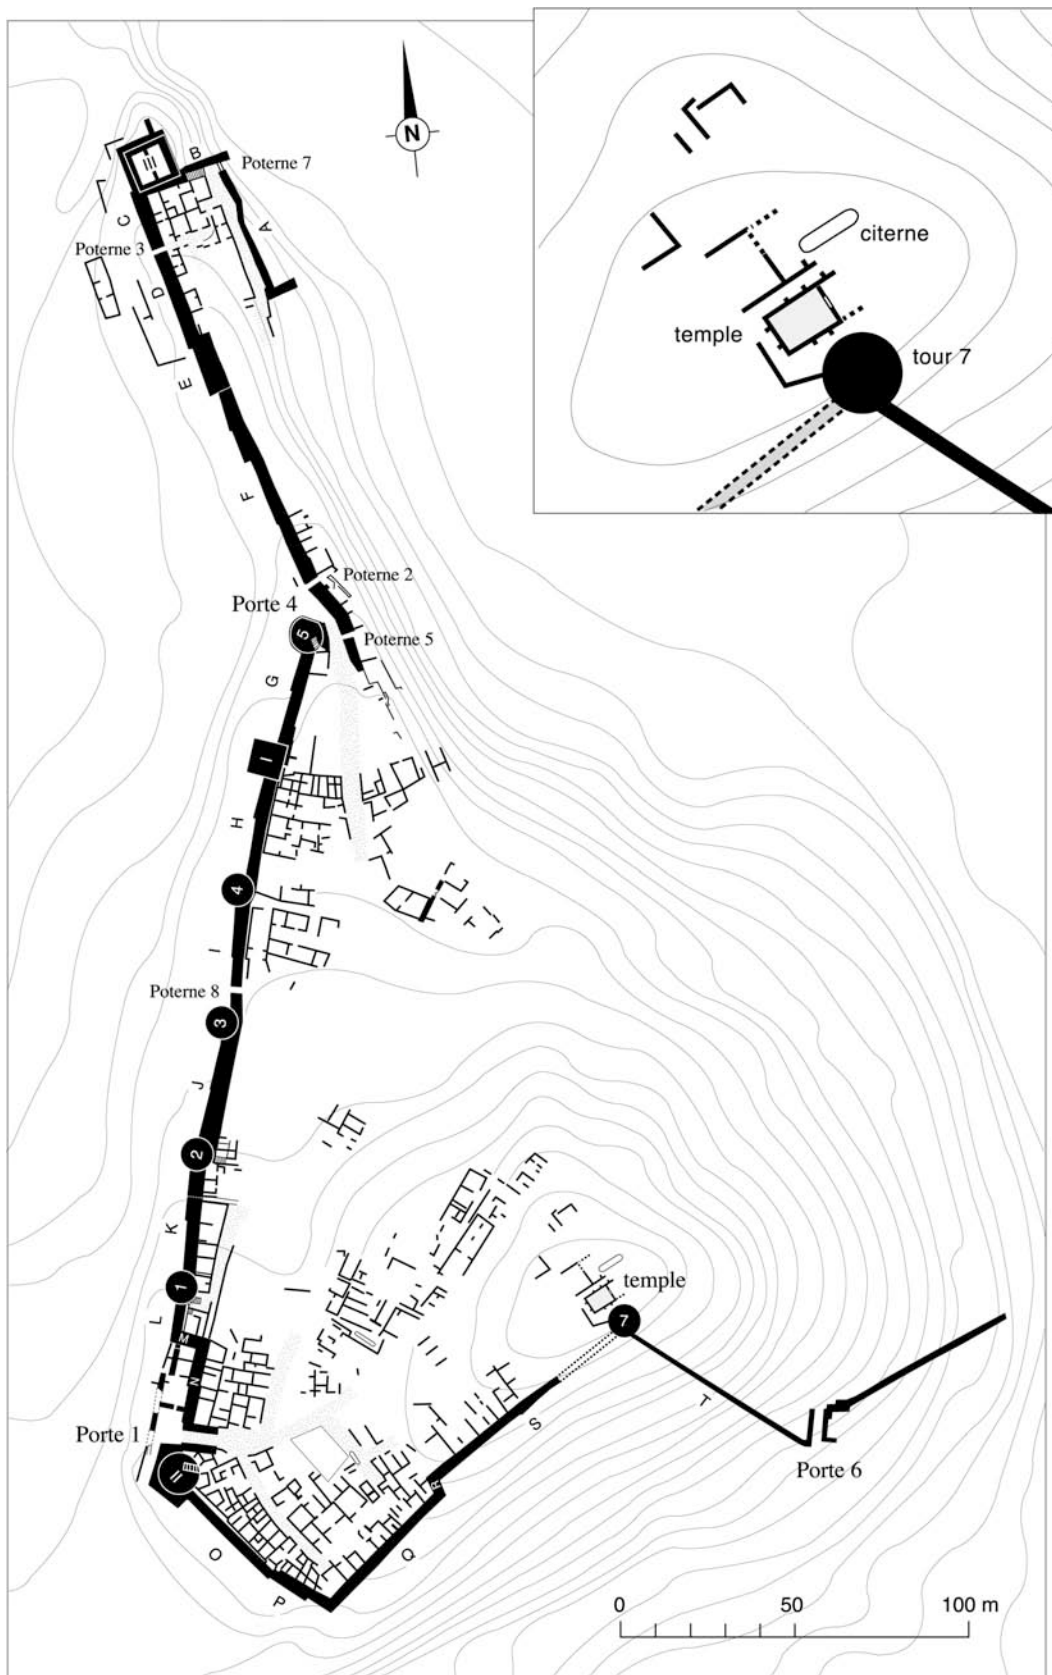 N
citerne
temple
tour 7
III
B
Poterne 7
C
A
Poterne 3
D
E
F
Poterne 2
Porte 4
5
Poterne 5
G
I
H
4
I
Poterne 8
3
J
2
K
temple
1
7
L
M
N
T
S
Porte 1
Porte 6
II
R
O
Q
P
0 50 100 m